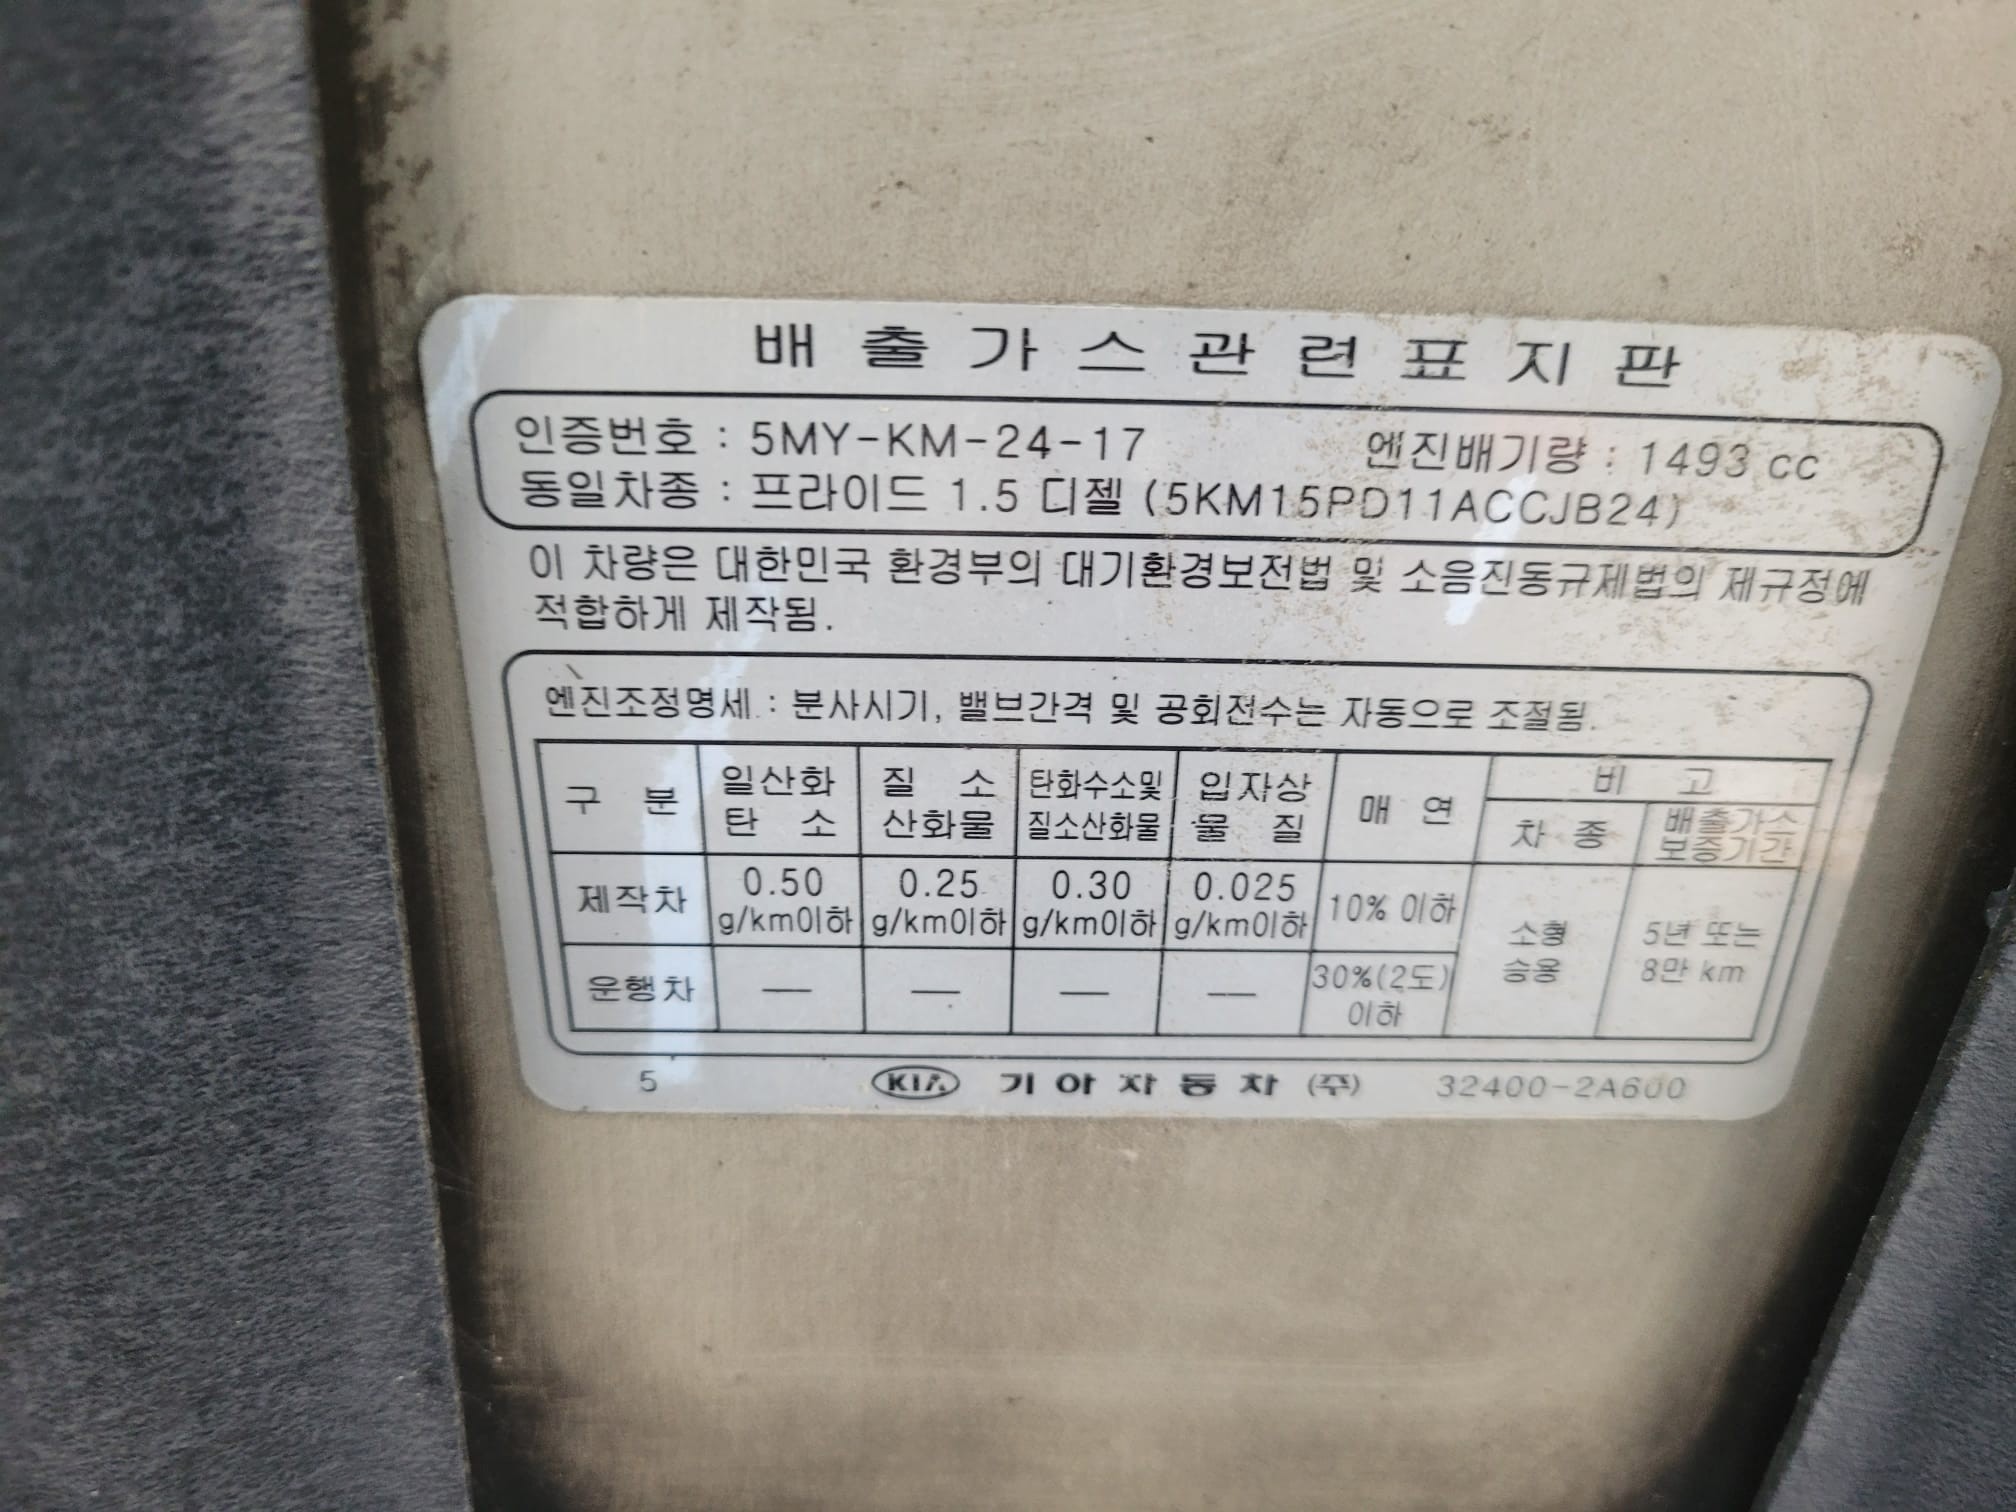 배출가스관련표지판
인증번호 : 5MY-KM-24-17 엔진배기량 : 1493 cc
동일차종 : 프라이드 1.5 디젤 (5KM15PD11ACCJB24)
이 차량은 대한민국 환경부의 대기환경보전법 및 소음진동규제법의 제규정에
적합하게 제작됨.
엔진조정명세 : 분사시기, 밸브간격 및 공회전수는 자동으로 조절됨.
구 분 일산화탄소 질소산화물 탄화수소및질소산화물 입자상물질 매 연 비 고
차 종 배출가스보증기간
제작차 0.50 g/km이하 0.25 g/km이하 0.30 g/km이하 0.025 g/km이하 10% 이하 소형승용 5년 또는 8만 km
운행차 — — — — 30%(2도)이하
5 KIA 기아자동차 (주) 32400-2A600